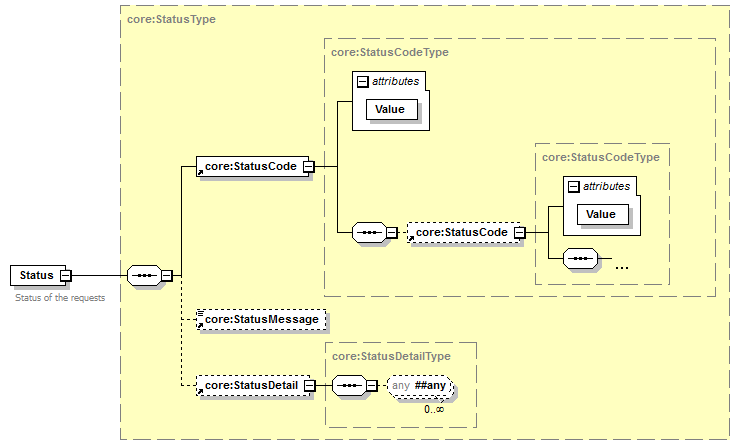 core:StatusType
core:StatusCodeType
attributes
Value
core:StatusCode
core:StatusCodeType
attributes
Value
core:StatusCode
...
Status
Status of the requests
core:StatusMessage
core:StatusDetailType
core:StatusDetail
any ##any
0..∞